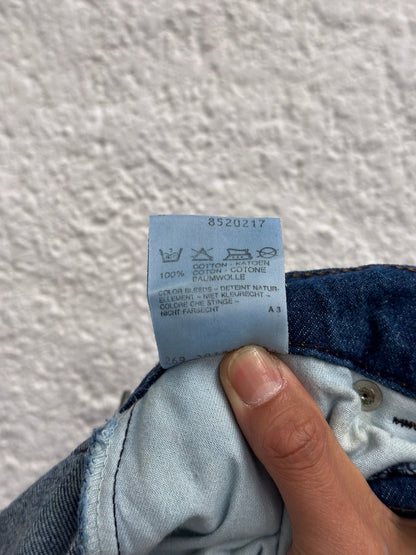 8520217
100%
COTTON - KATOEN
COTON - COTONE
BAUMWOLLE
COLOR BLEEDS - DETEINT NATUR-
ELLEMENT - NIET KLEURECHT -
COLORE CHE STINGE -
NICHT FARBECHT
A 3
269